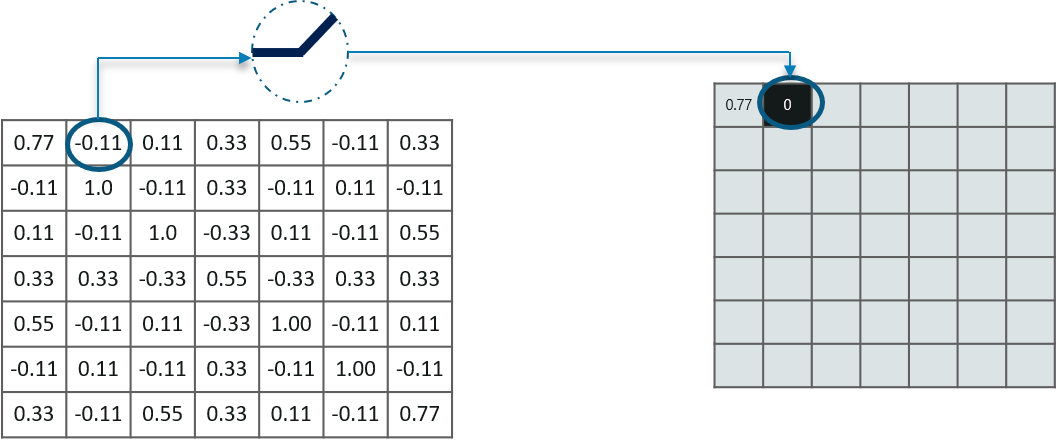 0.77 0
0.77 -0.11 0.11 0.33 0.55 -0.11 0.33
-0.11 1.0 -0.11 0.33 -0.11 0.11 -0.11
0.11 -0.11 1.0 -0.33 0.11 -0.11 0.55
0.33 0.33 -0.33 0.55 -0.33 0.33 0.33
0.55 -0.11 0.11 -0.33 1.00 -0.11 0.11
-0.11 0.11 -0.11 0.33 -0.11 1.00 -0.11
0.33 -0.11 0.55 0.33 0.11 -0.11 0.77